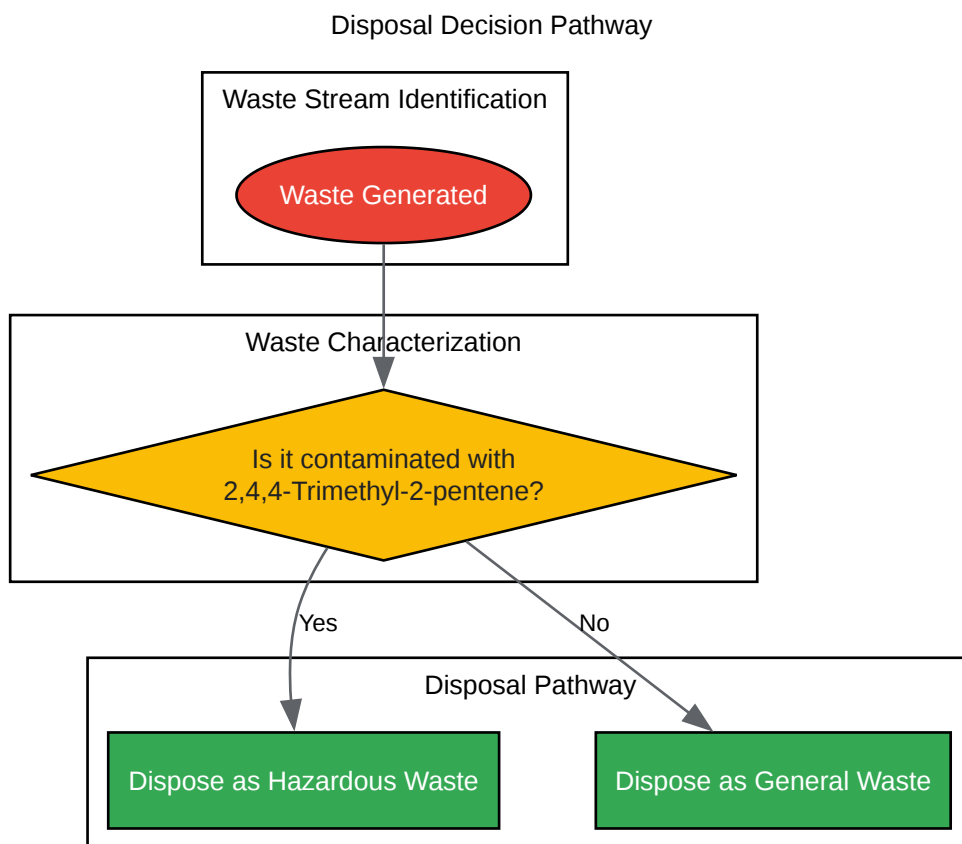 Disposal Decision Pathway
Waste Stream Identification
Waste Generated
Waste Characterization
Is it contaminated with
2,4,4-Trimethyl-2-pentene?
Yes
No
Disposal Pathway
Dispose as Hazardous Waste
Dispose as General Waste